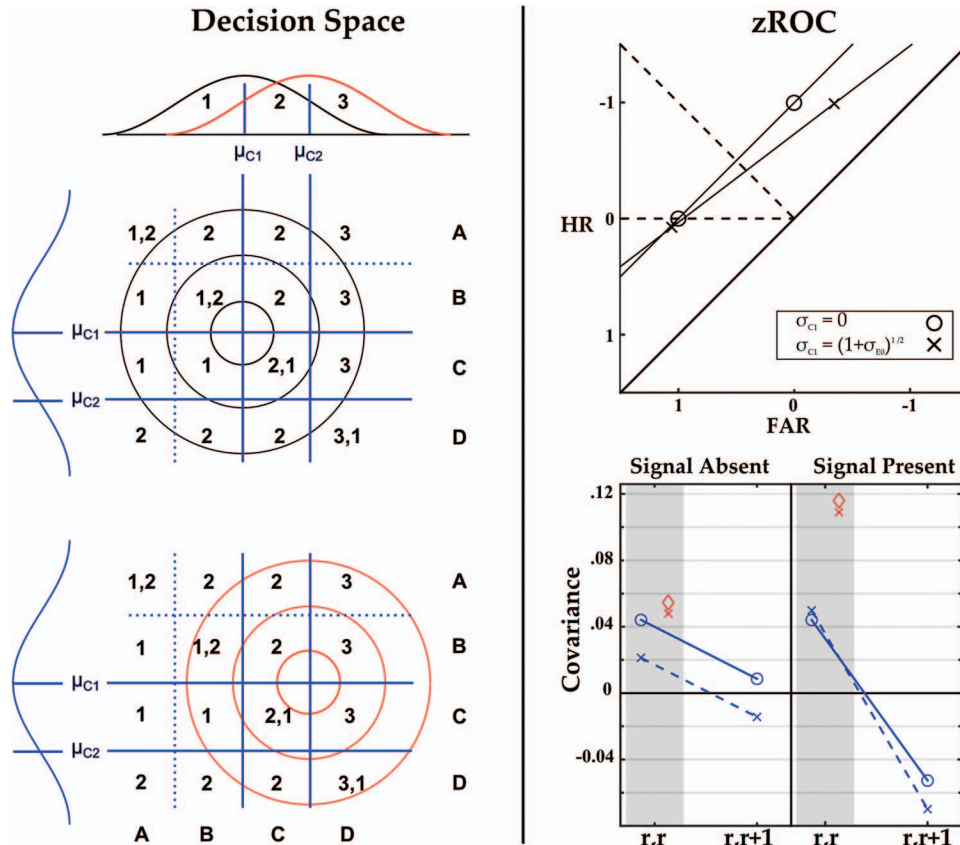 Decision Space
1 2 3
μC1 μC2
1,2 2 2 3 A
1 1,2 2 3 B
μC1
1 1 2,1 3 C
μC2
2 2 2 3,1 D
1,2 2 2 3 A
1 1,2 2 3 B
μC1
1 1 2,1 3 C
μC2
2 2 2 3,1 D
A B C D
zROC
-1
HR 0
1
σC1 = 0
σC1 = (1+σE0)^1/2
1 0 -1
FAR
Signal Absent Signal Present
.12
.08
.04
0
-0.04
Covariance
r,r r,r+1 r,r r,r+1